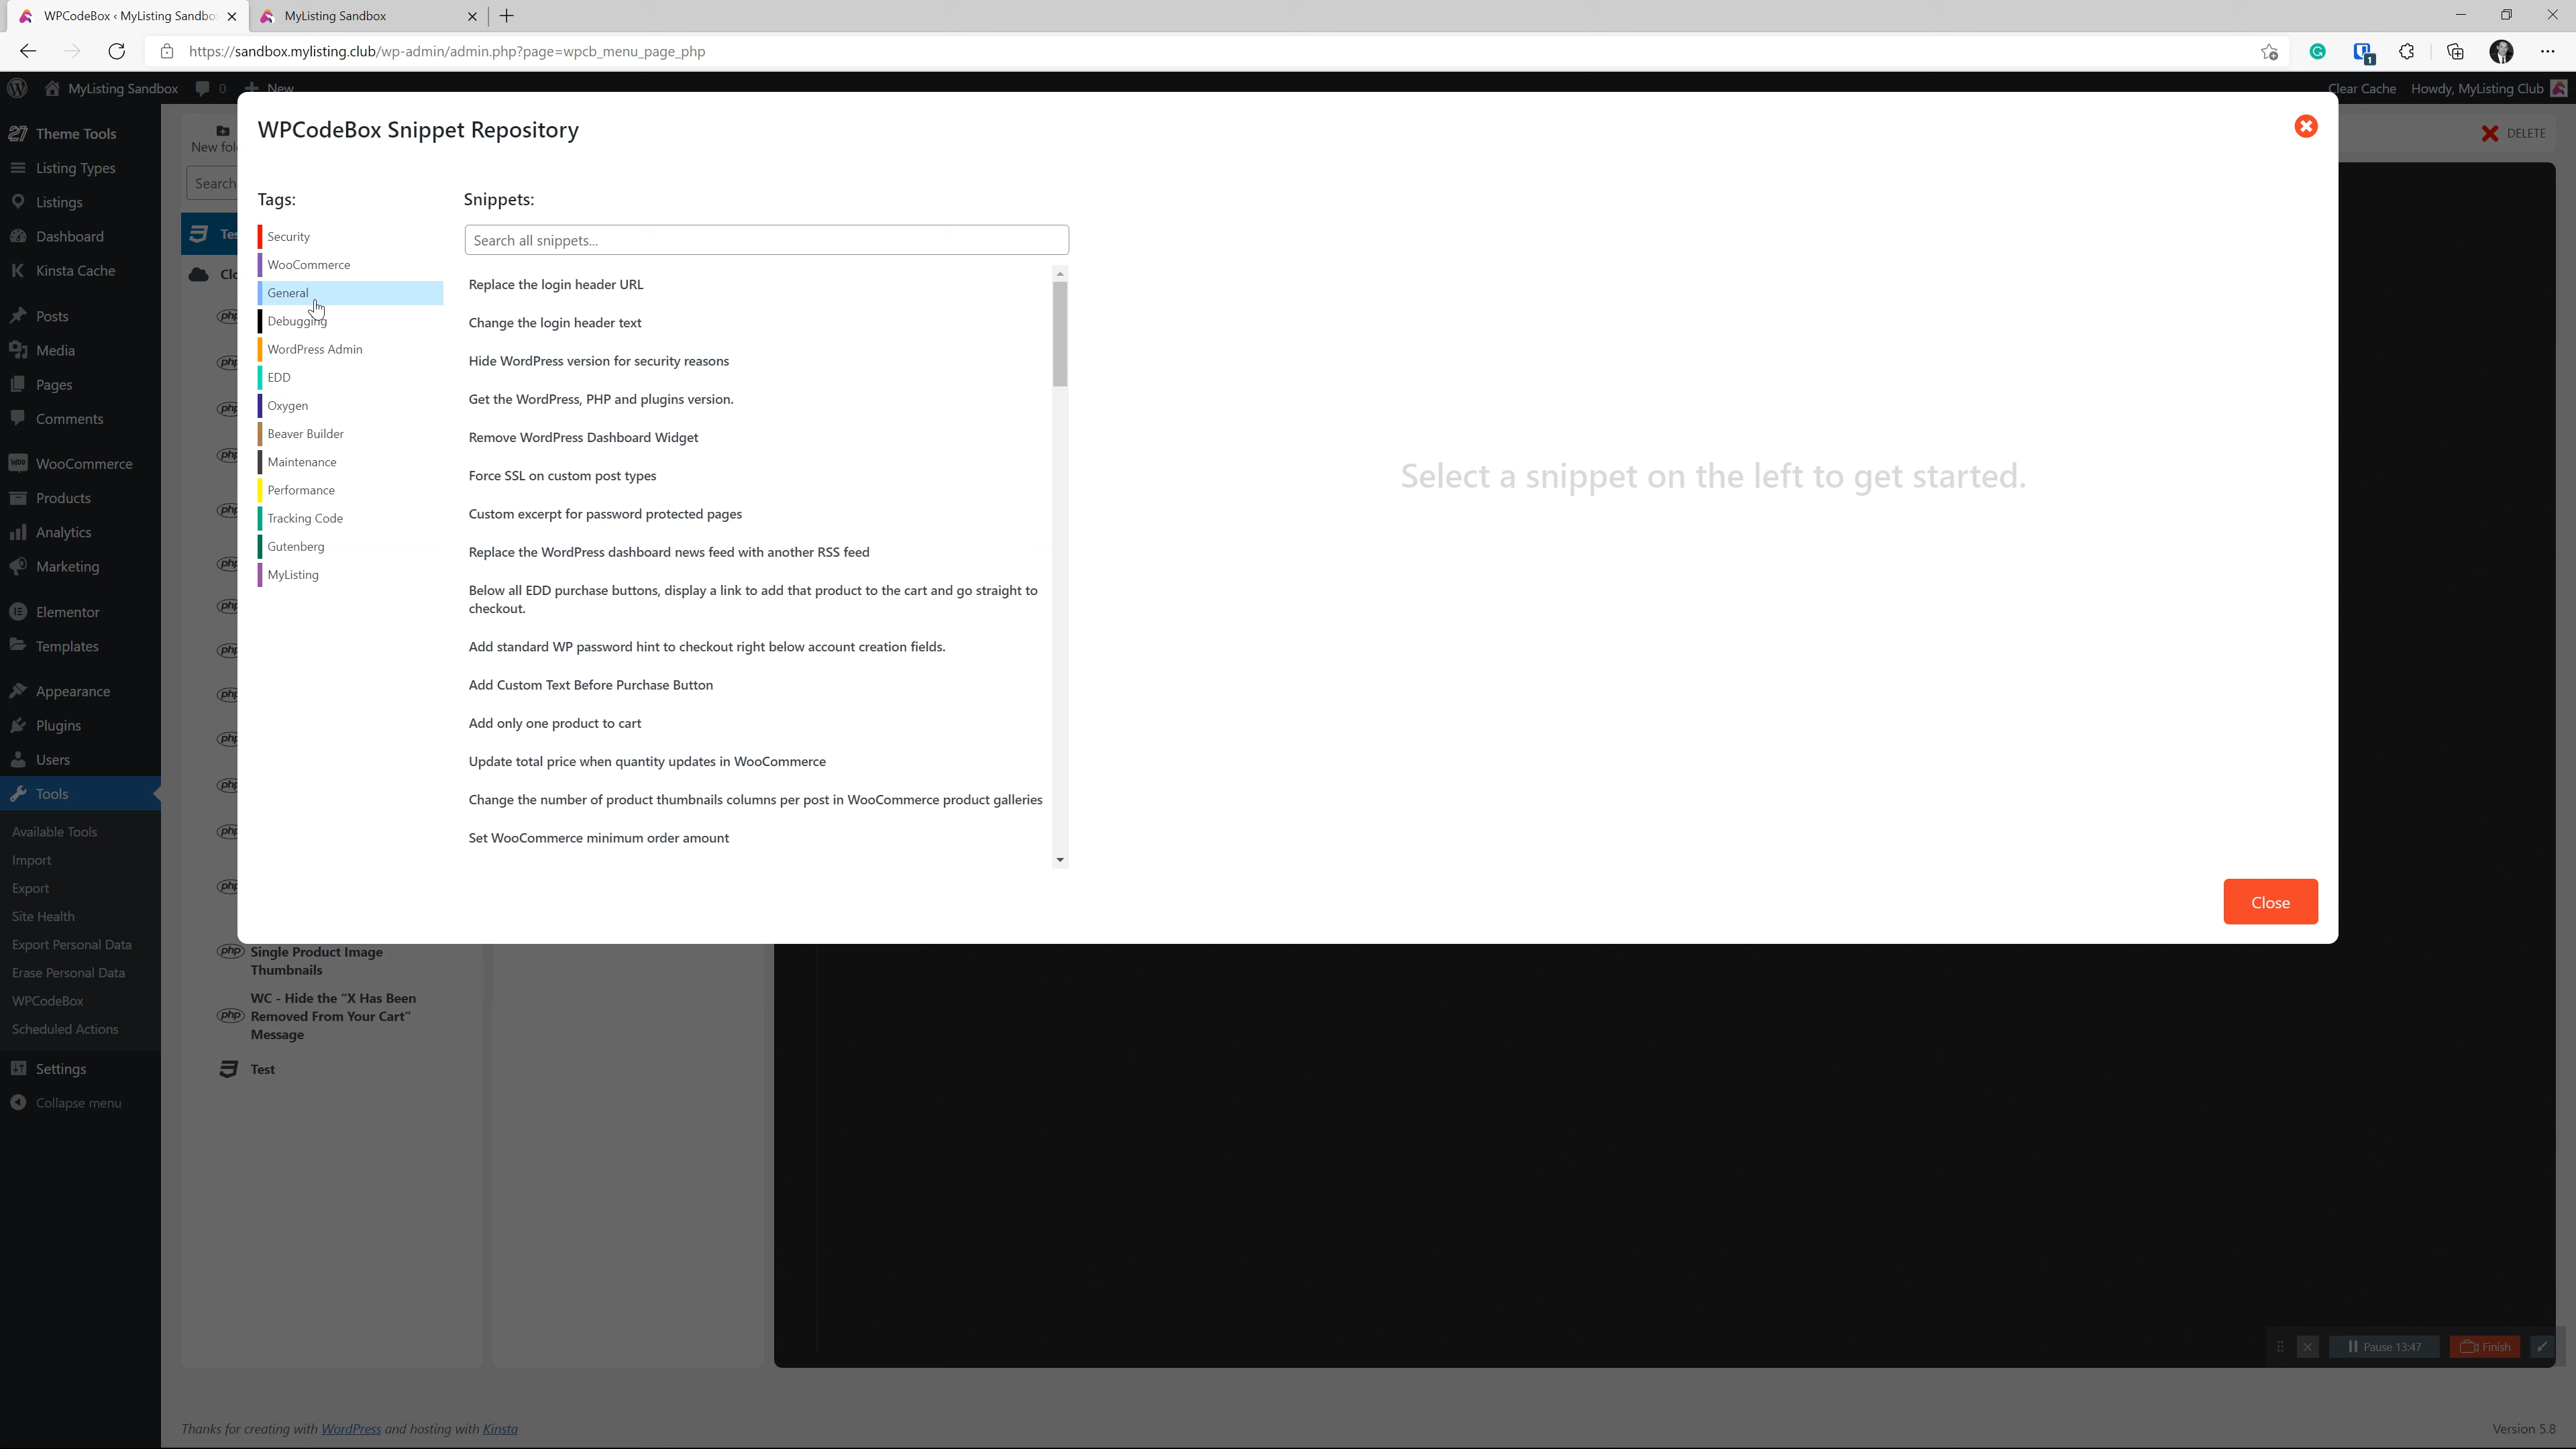 WPCodeBox ‹ MyListing Sandbo
MyListing Sandbox
https://sandbox.mylisting.club/wp-admin/admin.php?page=wpcb_menu_page_php
1
MyListing Sandbox
0
New
Clear Cache
Howdy, MyListing Club
Theme Tools
Listing Types
Listings
Dashboard
Kinsta Cache
Posts
Media
Pages
Comments
WooCommerce
Products
Analytics
Marketing
Elementor
Templates
Appearance
Plugins
Users
Tools
Available Tools
Import
Export
Site Health
Export Personal Data
Erase Personal Data
WPCodeBox
Scheduled Actions
Settings
Collapse menu
New fol
Search
Tes
Clo
DELETE
WPCodeBox Snippet Repository
Tags:
Security
WooCommerce
General
Debugging
WordPress Admin
EDD
Oxygen
Beaver Builder
Maintenance
Performance
Tracking Code
Gutenberg
MyListing
Snippets:
Search all snippets...
Replace the login header URL
Change the login header text
Hide WordPress version for security reasons
Get the WordPress, PHP and plugins version.
Remove WordPress Dashboard Widget
Force SSL on custom post types
Custom excerpt for password protected pages
Replace the WordPress dashboard news feed with another RSS feed
Below all EDD purchase buttons, display a link to add that product to the cart and go straight to
checkout.
Add standard WP password hint to checkout right below account creation fields.
Add Custom Text Before Purchase Button
Add only one product to cart
Update total price when quantity updates in WooCommerce
Change the number of product thumbnails columns per post in WooCommerce product galleries
Set WooCommerce minimum order amount
Select a snippet on the left to get started.
Close
php Single Product Image
Thumbnails
WC - Hide the "X Has Been
php Removed From Your Cart"
Message
Test
Pause 13:47
Finish
Thanks for creating with WordPress and hosting with Kinsta
Version 5.8